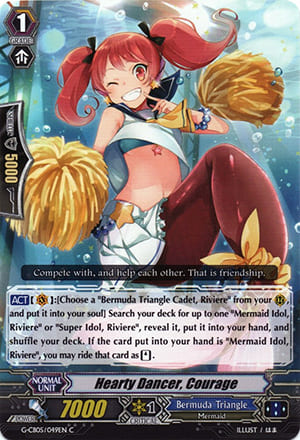 1
GRADE
SHIELD
5000
Compete with, and help each other. That is friendship.
ACT [ ]:[Choose a "Bermuda Triangle Cadet, Riviere" from your
and put it into your soul] Search your deck for up to one "Mermaid Idol,
Riviere" or "Super Idol, Riviere", reveal it, put it into your hand, and
shuffle your deck. If the card put into your hand is "Mermaid Idol,
Riviere", you may ride that card as [ ].
NORMAL
UNIT
Hearty Dancer, Courage
POWER
7000
1
CRITICAL
Bermuda Triangle
Mermaid
G-CB05/049EN C
ILLUST / はま